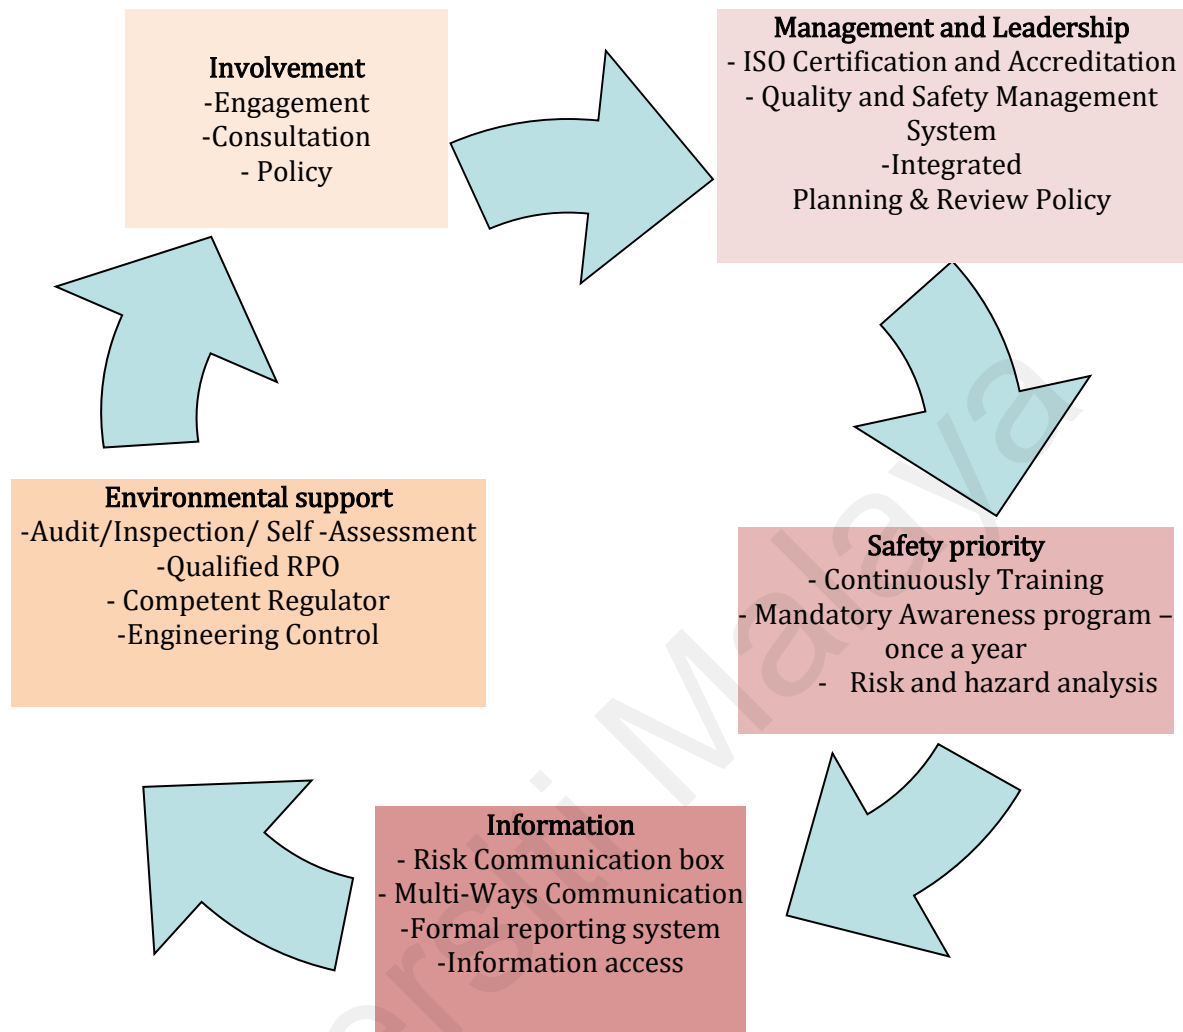 Involvement
-Engagement
-Consultation
- Policy
Management and Leadership
- ISO Certification and Accreditation
- Quality and Safety Management
System
-Integrated
Planning & Review Policy
Safety priority
- Continuously Training
- Mandatory Awareness program –
once a year
- Risk and hazard analysis
Information
- Risk Communication box
- Multi-Ways Communication
-Formal reporting system
-Information access
Environmental support
-Audit/Inspection/ Self -Assessment
-Qualified RPO
- Competent Regulator
-Engineering Control
ersiti Malaya